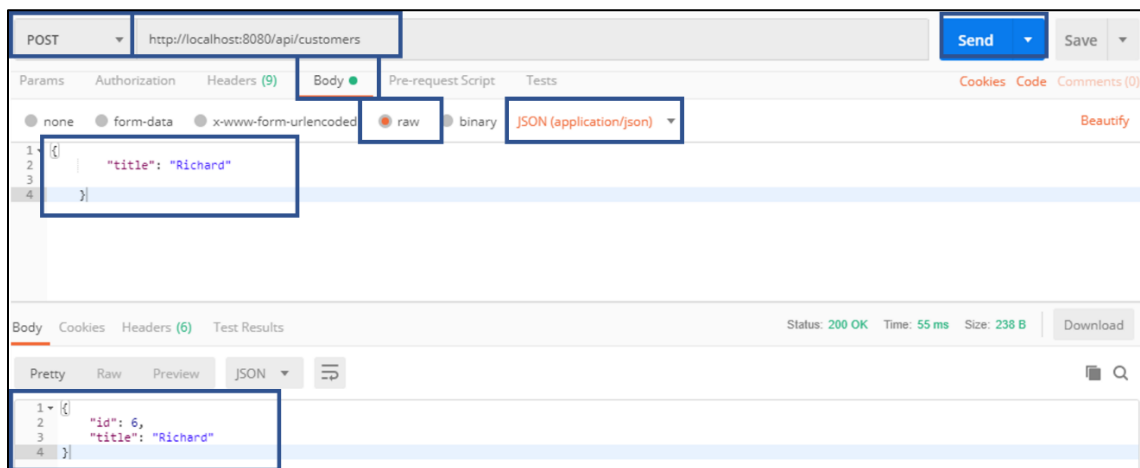 POST http://localhost:8080/api/customers Send Save
Params Authorization Headers (9) Body Pre-request Script Tests Cookies Code Comments (0)
none form-data x-www-form-urlencoded raw binary JSON (application/json) Beautify
1 {
2 "title": "Richard"
3
4 }
Body Cookies Headers (6) Test Results Status: 200 OK Time: 55 ms Size: 238 B Download
Pretty Raw Preview JSON
1 {
2 "id": 6,
3 "title": "Richard"
4 }